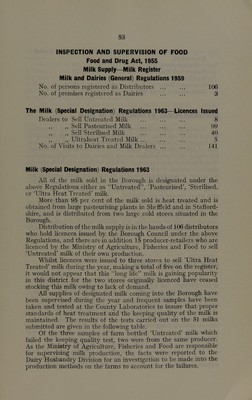 83
INSPECTION AND SUPERVISION OF FOOD
Food and Drug Act, 1955
Milk Supply—Milk Register
Milk and Dairies (General) Regulations 1959
No. of persons registered as Distributors ... ... 106
No. of premises registered as Dairies ... ... 3
The Milk (Special Designation) Regulations 1963—Licences Issued
Dealers to Sell Untreated Milk ... ... ... 8
,, ,, Sell Pasteurised Milk ... ... ... 99
,, ,, Sell Sterilised Milk ... ... ... 40
,, ,, Ultraheat Treated Milk ... ... ... 5
No. of Visits to Dairies and Milk Dealers ... ... 141
Milk (Special Designation) Regulations 1963
All of the milk sold in the Borough is designated under the
above Regulations either as "Untreated", 'Pasteurised', 'Sterilised,
or 'Ultra Heat Treated' milk.
More than 95 per cent of the milk sold is heat treated and is
obtained from large pasteurising plants in Sheffield and in Stafford-
shire, and is distributed from two large cold stores situated in the
Borough.
Distribution of the milk supply is in the hands of 106 distributors
who hold licences issued by the Borough Council under the above
Regulations, and there are in addition 15 producer-retailers who are
licenced by the Ministry of Agriculture, Fisheries and Food to sell
'Untreated' milk of their own production.
Whilst licences were issued to three stores to sell 'Ultra Heat
Treated' milk during the year, making a total of five on the register,
it would not appear that this "long life" milk is gaining popularity
in this district for the two stores originally licenced have ceased
stocking this milk owing to lack of demand.
All supplies of designated milk coming into the Borough have
been supervised during the year and frequent samples have been
taken and tested at the County Laboratories to insure that proper
standards of heat treatment and the keeping quality of the milk is
maintained. The results of the tests carried out on the 81 milks
submitted are given in the following table.
Of the three samples of farm bottled 'Untreated' milk which
failed the keeping quality test, two were from the same producer.
As the Ministry of Agriculture, Fisheries and Food are responsible
for supervising milk production, the facts were reported to the
Dairy Husbandry Division for an investigation to be made into the
production methods on the farms to account for the failures.